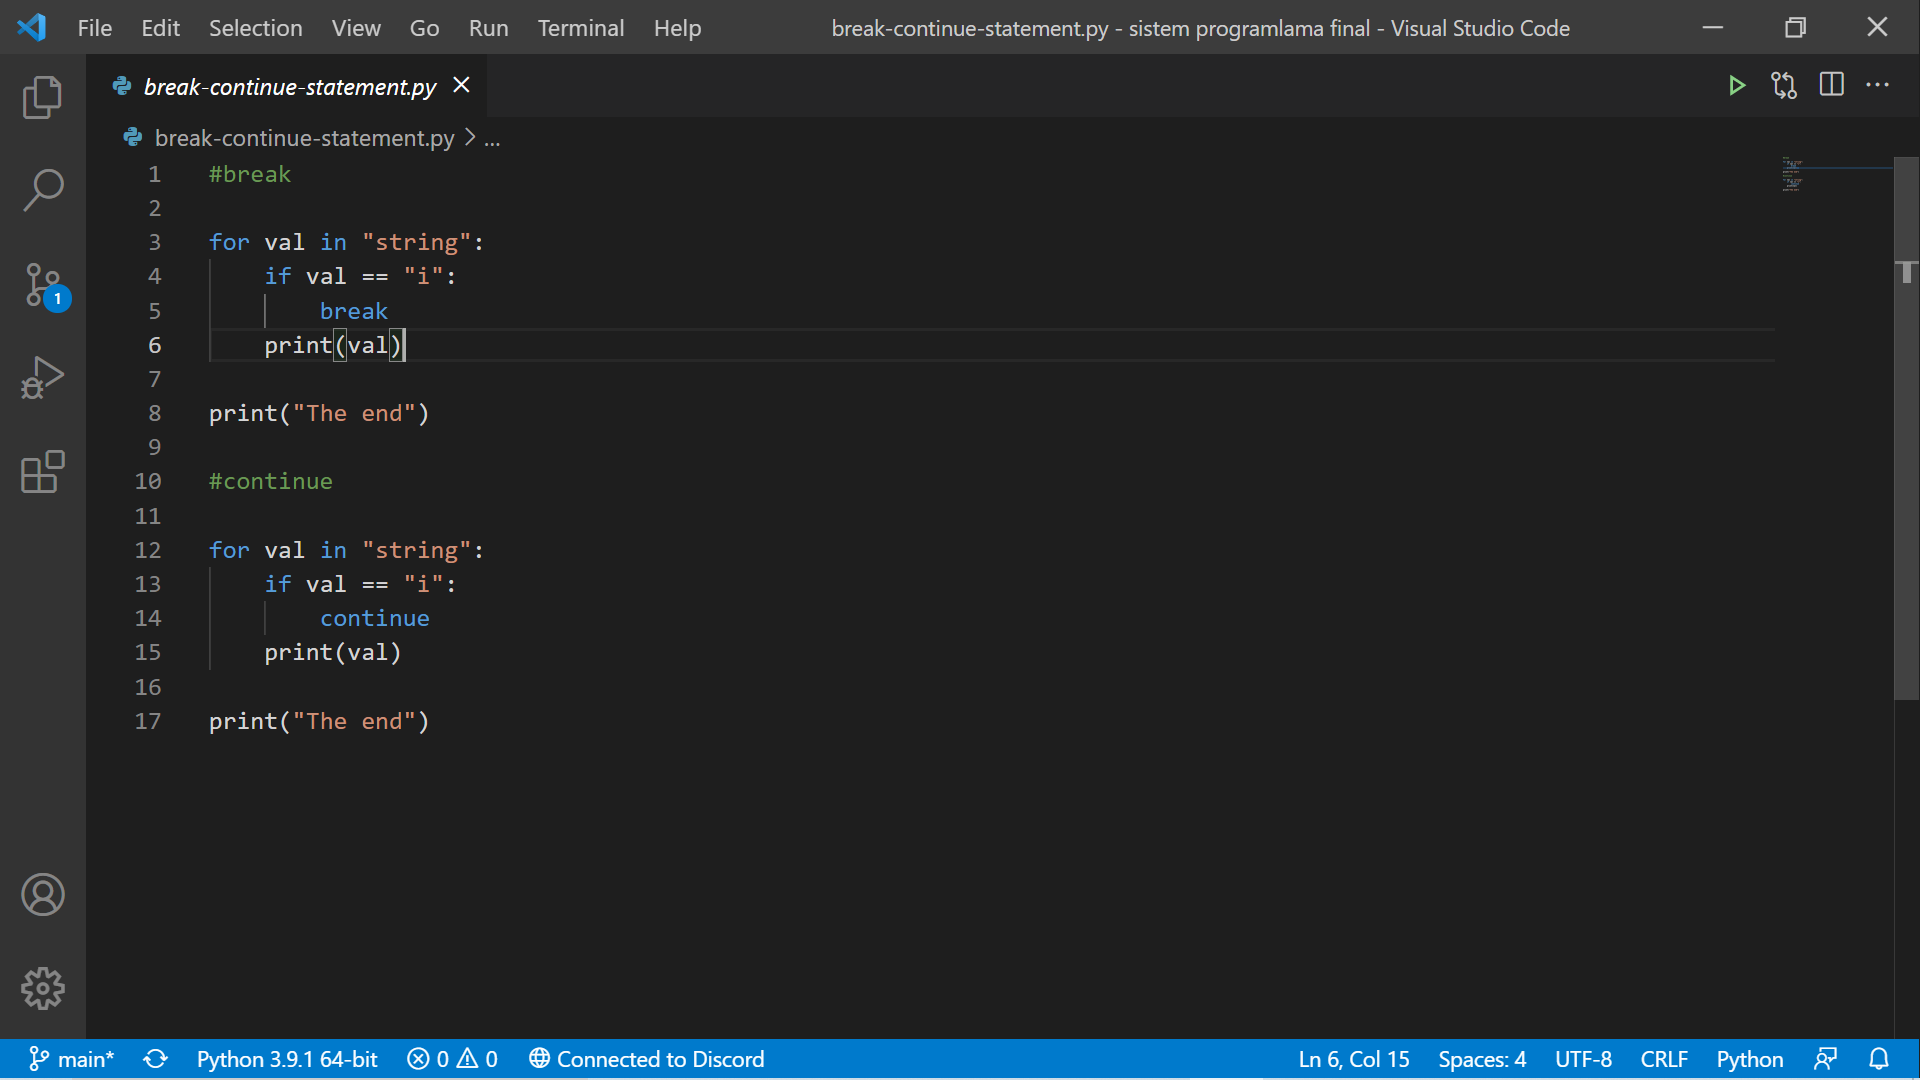 File Edit Selection View Go Run Terminal Help break-continue-statement.py - sistem programlama final - Visual Studio Code
break-continue-statement.py
break-continue-statement.py > ...
1 #break
2
3 for val in "string":
4     if val == "i":
5         break
6     print(val)
7
8 print("The end")
9
10 #continue
11
12 for val in "string":
13     if val == "i":
14         continue
15     print(val)
16
17 print("The end")
1
main* Python 3.9.1 64-bit 0 0 Connected to Discord Ln 6, Col 15 Spaces: 4 UTF-8 CRLF Python